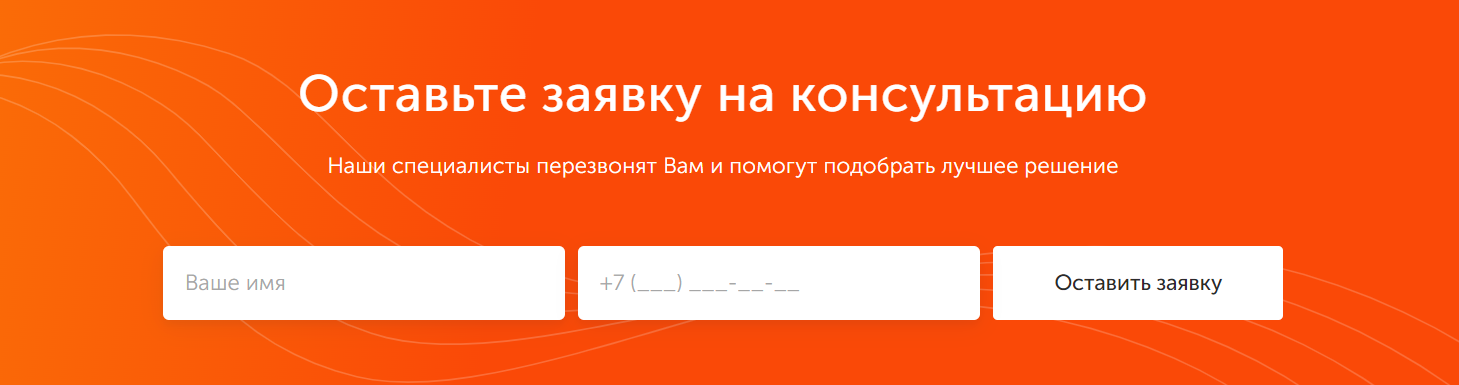 Оставьте заявку на консультацию
Наши специалисты перезвонят Вам и помогут подобрать лучшее решение
Ваше имя
+7 (___) ___-__-__
Оставить заявку